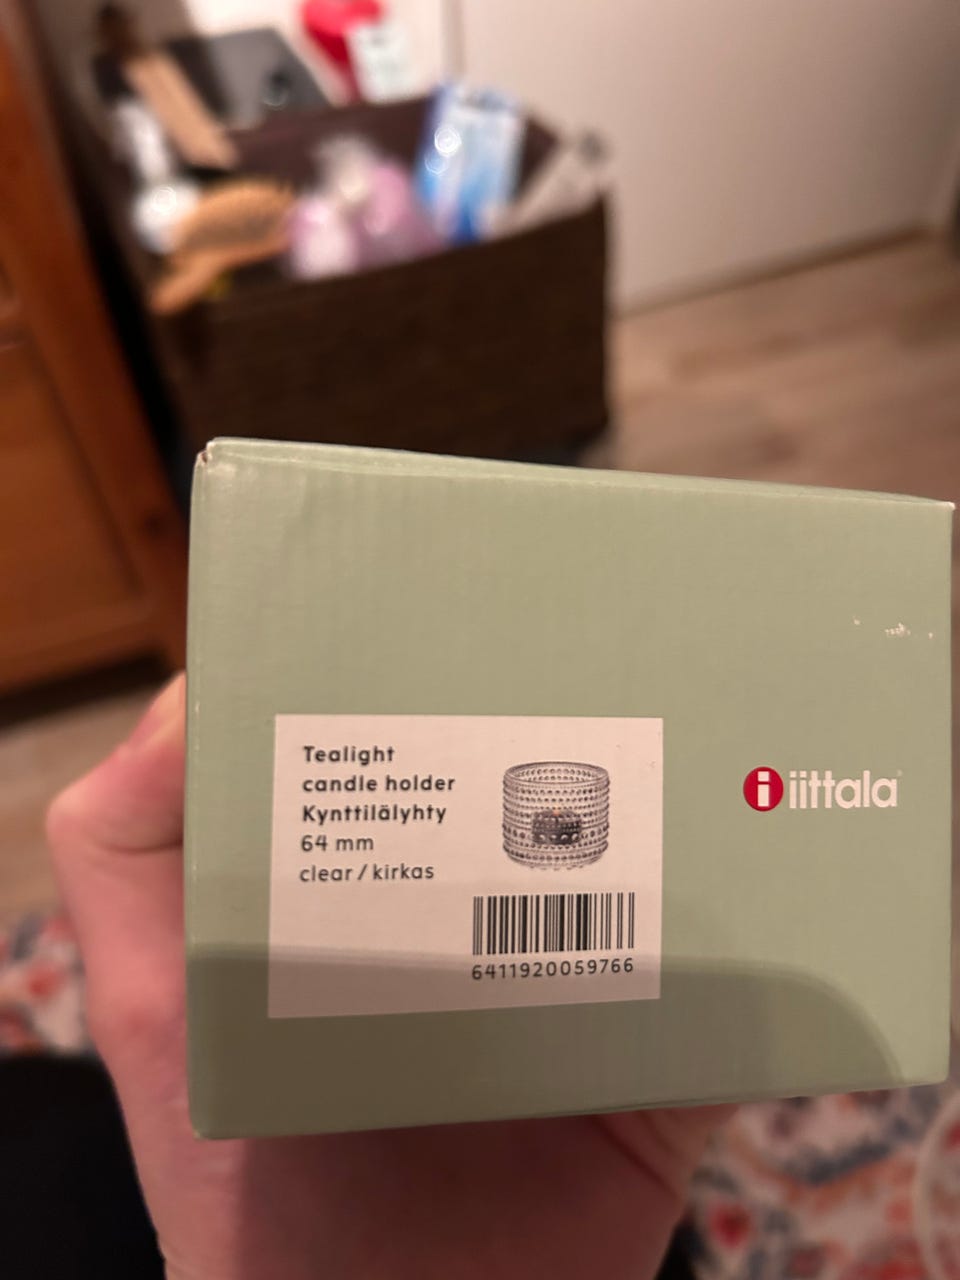 Tealight
candle holder
Kynttilälyhty
64 mm
clear / kirkas
6411920059766
i iittala